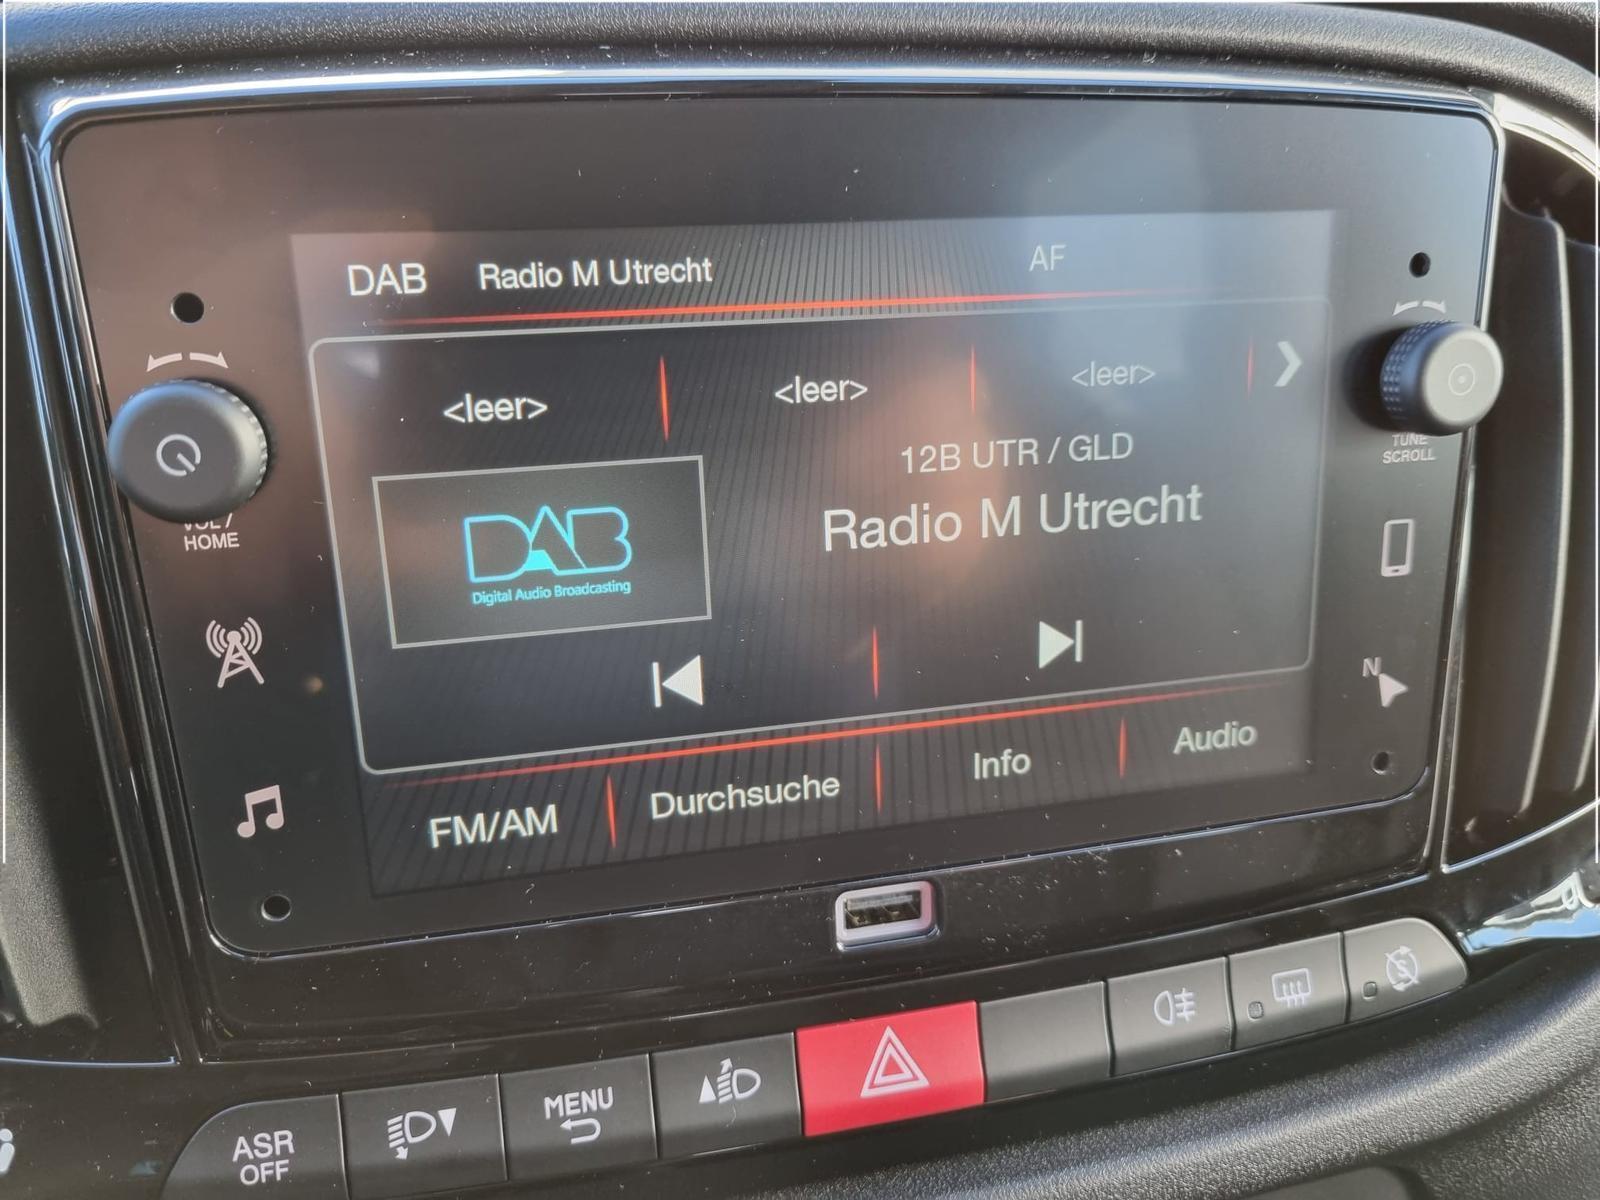 DAB Radio M Utrecht AF
<leer> <leer> <leer>
12B UTR / GLD
Radio M Utrecht
DAB
Digital Audio Broadcasting
FM/AM Durchsuche Info Audio
VOL /
HOME
TUNE
SCROLL
N
MENU
ASR
OFF
S